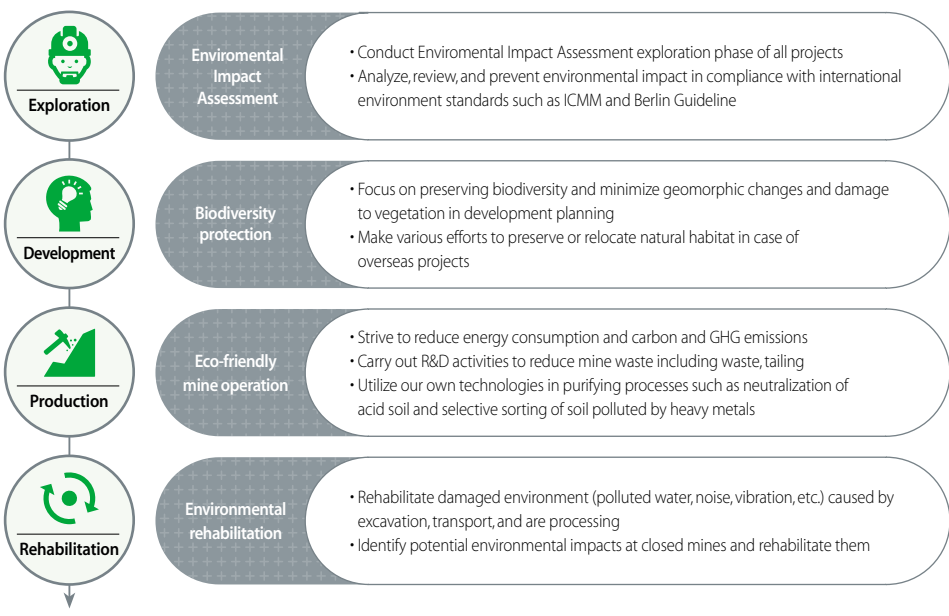 Exploration
Enviromental
Impact
Assessment
• Conduct Enviromental Impact Assessment exploration phase of all projects
• Analyze, review, and prevent environmental impact in compliance with international
environment standards such as ICMM and Berlin Guideline
Development
Biodiversity
protection
• Focus on preserving biodiversity and minimize geomorphic changes and damage
to vegetation in development planning
• Make various efforts to preserve or relocate natural habitat in case of
overseas projects
Production
Eco-friendly
mine operation
• Strive to reduce energy consumption and carbon and GHG emissions
• Carry out R&D activities to reduce mine waste including waste, tailing
• Utilize our own technologies in purifying processes such as neutralization of
acid soil and selective sorting of soil polluted by heavy metals
Rehabilitation
Environmental
rehabilitation
• Rehabilitate damaged environment (polluted water, noise, vibration, etc.) caused by
excavation, transport, and are processing
• Identify potential environmental impacts at closed mines and rehabilitate them